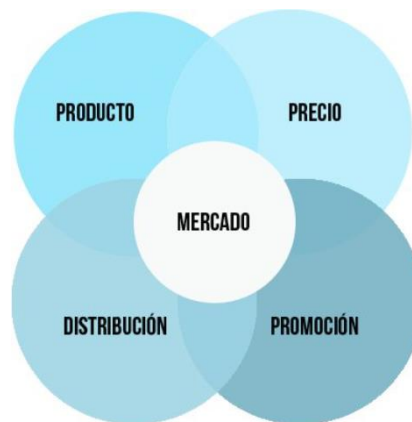 PRODUCTO
PRECIO
MERCADO
DISTRIBUCIÓN
PROMOCIÓN